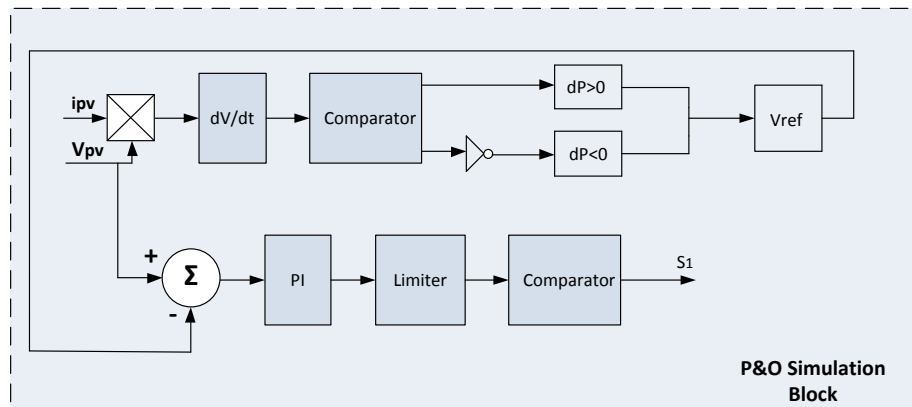 ipv
Vpv
dV/dt
Comparator
dP>0
dP<0
Vref
+
-
Σ
PI
Limiter
Comparator
S1
P&O Simulation
Block